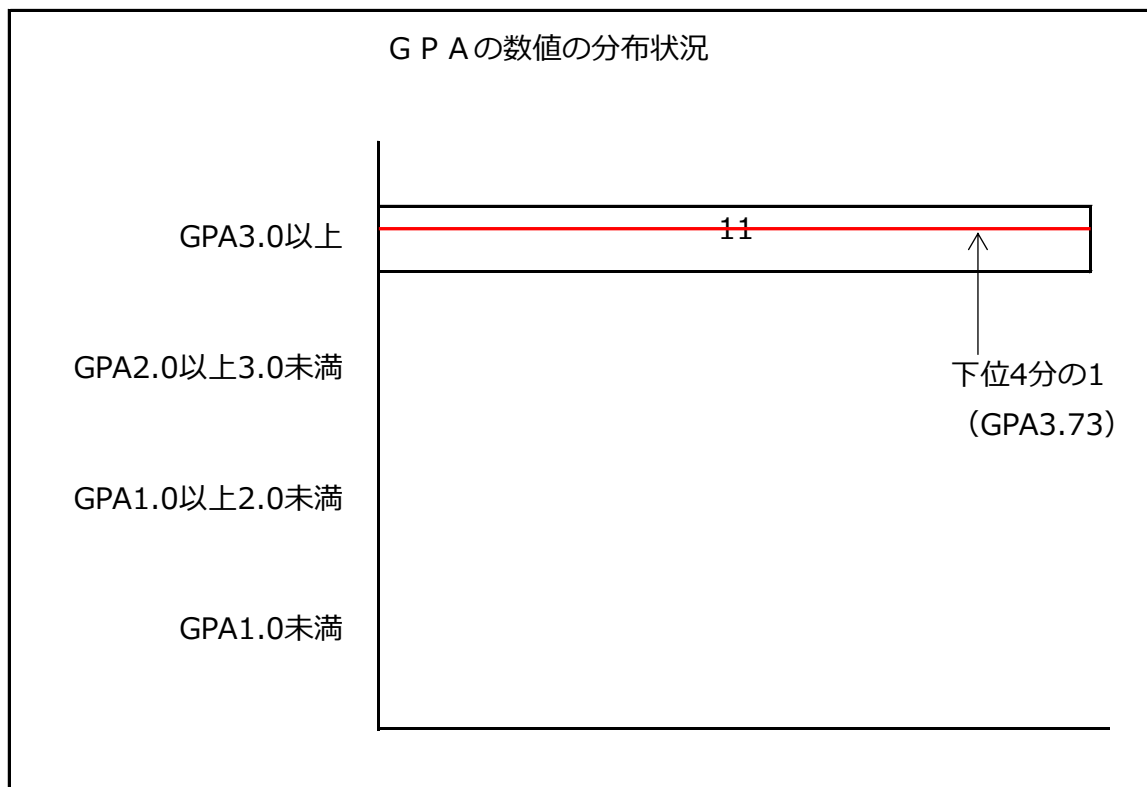 ＧＰＡの数値の分布状況
GPA3.0以上
11
GPA2.0以上3.0未満
下位4分の1
（GPA3.73）
GPA1.0以上2.0未満
GPA1.0未満